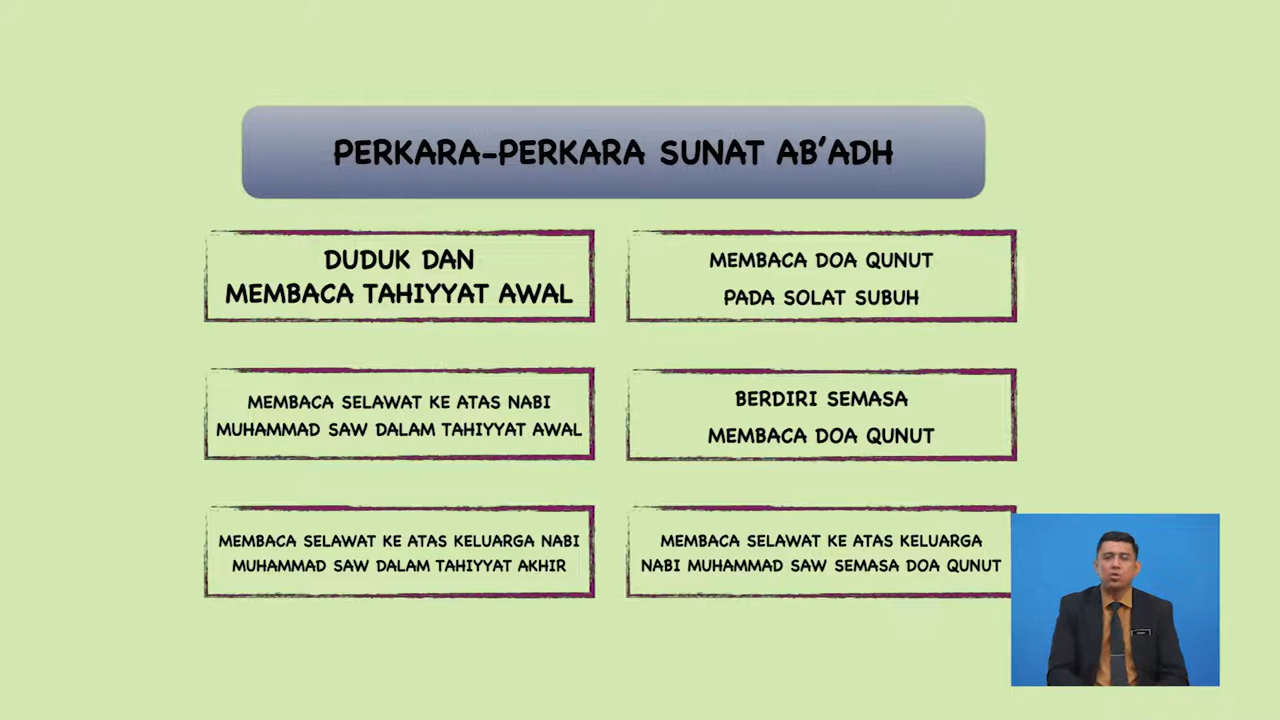 PERKARA-PERKARA SUNAT AB'ADH
DUDUK DAN
MEMBACA TAHIYYAT AWAL
MEMBACA DOA QUNUT
PADA SOLAT SUBUH
MEMBACA SELAWAT KE ATAS NABI
MUHAMMAD SAW DALAM TAHIYYAT AWAL
BERDIRI SEMASA
MEMBACA DOA QUNUT
MEMBACA SELAWAT KE ATAS KELUARGA NABI
MUHAMMAD SAW DALAM TAHIYYAT AKHIR
MEMBACA SELAWAT KE ATAS KELUARGA
NABI MUHAMMAD SAW SEMASA DOA QUNUT